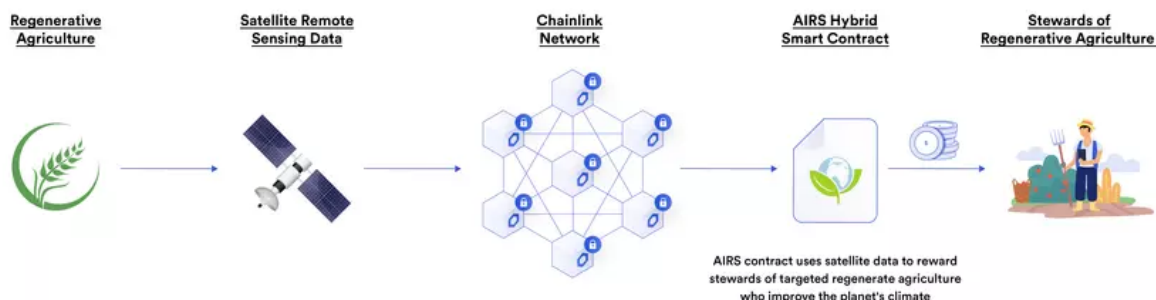 Regenerative
Agriculture
Satellite Remote
Sensing Data
Chainlink
Network
AIRS Hybrid
Smart Contract
Stewards of
Regenerative Agriculture
AIRS contract uses satellite data to reward
stewards of targeted regenerate agriculture
who improve the planet's climate